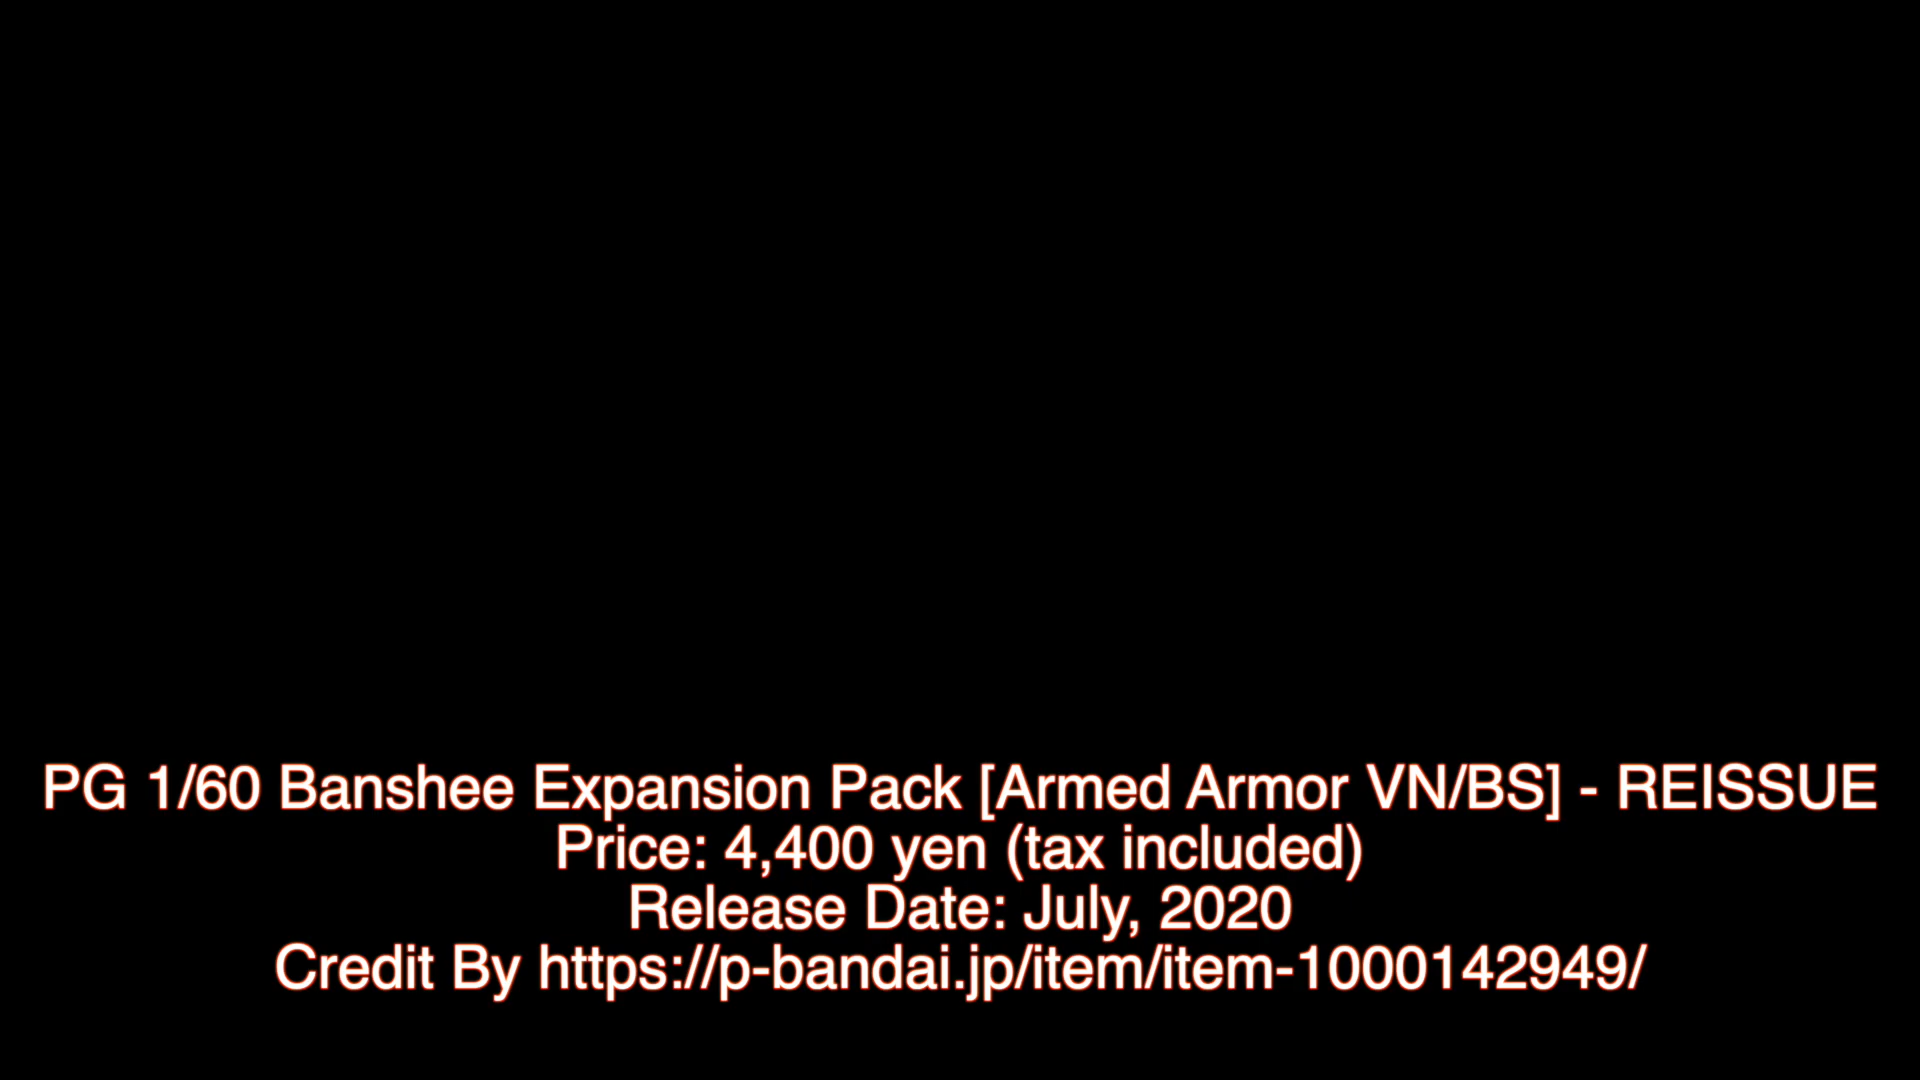 PG 1/60 Banshee Expansion Pack [Armed Armor VN/BS] - REISSUE
Price: 4,400 yen (tax included)
Release Date: July, 2020
Credit By https://p-bandai.jp/item/item-1000142949/